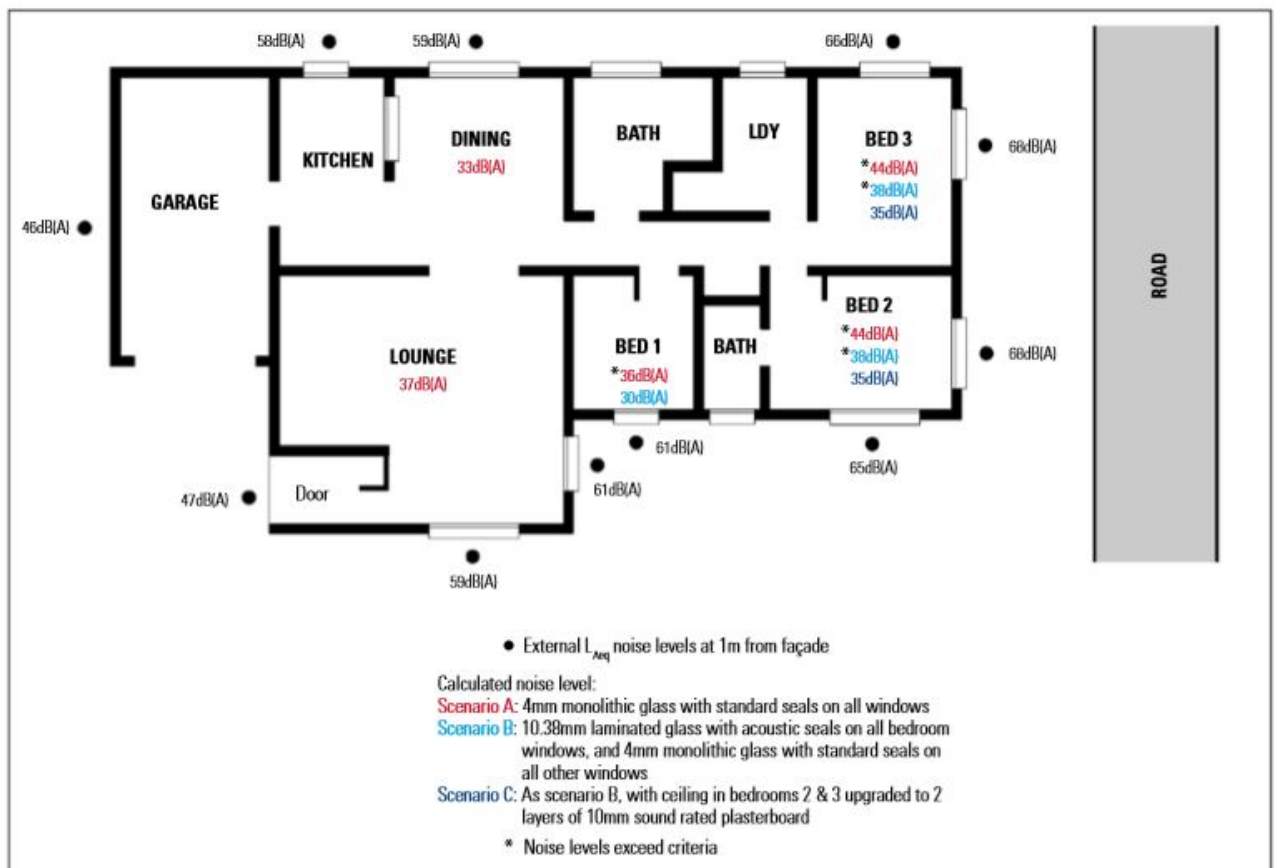 58dB(A)
59dB(A)
66dB(A)
BATH
LDY
BED 3
*44dB(A)
*38dB(A)
35dB(A)
68dB(A)
DINING
33dB(A)
KITCHEN
GARAGE
46dB(A)
ROAD
LOUNGE
37dB(A)
BED 1
*36dB(A)
30dB(A)
BATH
BED 2
*44dB(A)
*38dB(A)
35dB(A)
68dB(A)
61dB(A)
65dB(A)
61dB(A)
47dB(A)
Door
59dB(A)
● External LAeq noise levels at 1m from façade
Calculated noise level:
Scenario A: 4mm monolithic glass with standard seals on all windows
Scenario B: 10.38mm laminated glass with acoustic seals on all bedroom
windows, and 4mm monolithic glass with standard seals on
all other windows
Scenario C: As scenario B, with ceiling in bedrooms 2 & 3 upgraded to 2
layers of 10mm sound rated plasterboard
* Noise levels exceed criteria